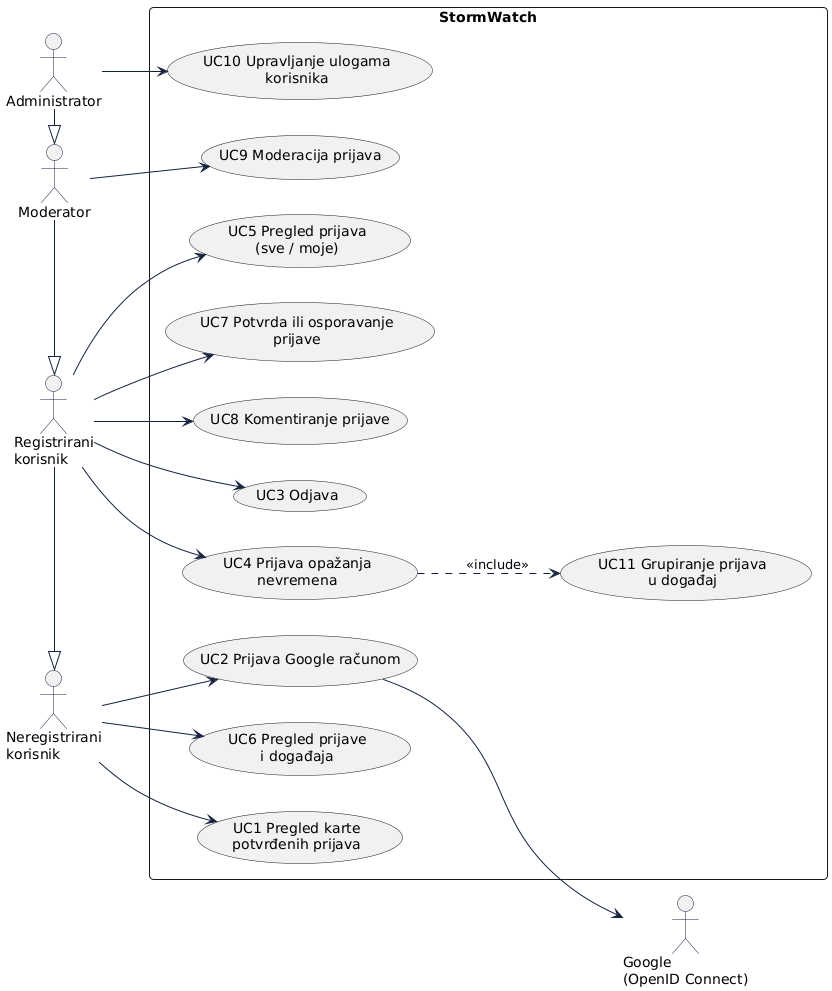 StormWatch
Administrator
UC10 Upravljanje ulogama
korisnika
Moderator
UC9 Moderacija prijava
UC5 Pregled prijava
(sve / moje)
UC7 Potvrda ili osporavanje
prijave
Registrirani
korisnik
UC8 Komentiranje prijave
UC3 Odjava
UC4 Prijava opažanja
nevremena
«include»
UC11 Grupiranje prijava
u događaj
UC2 Prijava Google računom
Neregistrirani
korisnik
UC6 Pregled prijave
i događaja
UC1 Pregled karte
potvrđenih prijava
Google
(OpenID Connect)